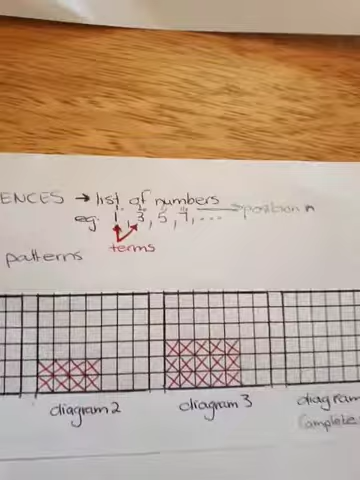 ENCES → list of numbers
eg. 1, 3, 5, 7, ... → position n
terms
patterns
diagram 2 diagram 3 diagram
Complete